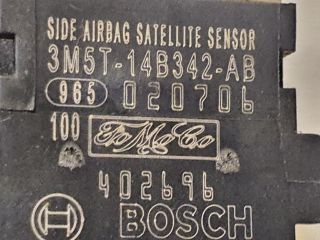 SIDE AIRBAG SATELLITE SENSOR
3M5T-14B342-AB
965 020706
100 FoMoCo
402696
BOSCH